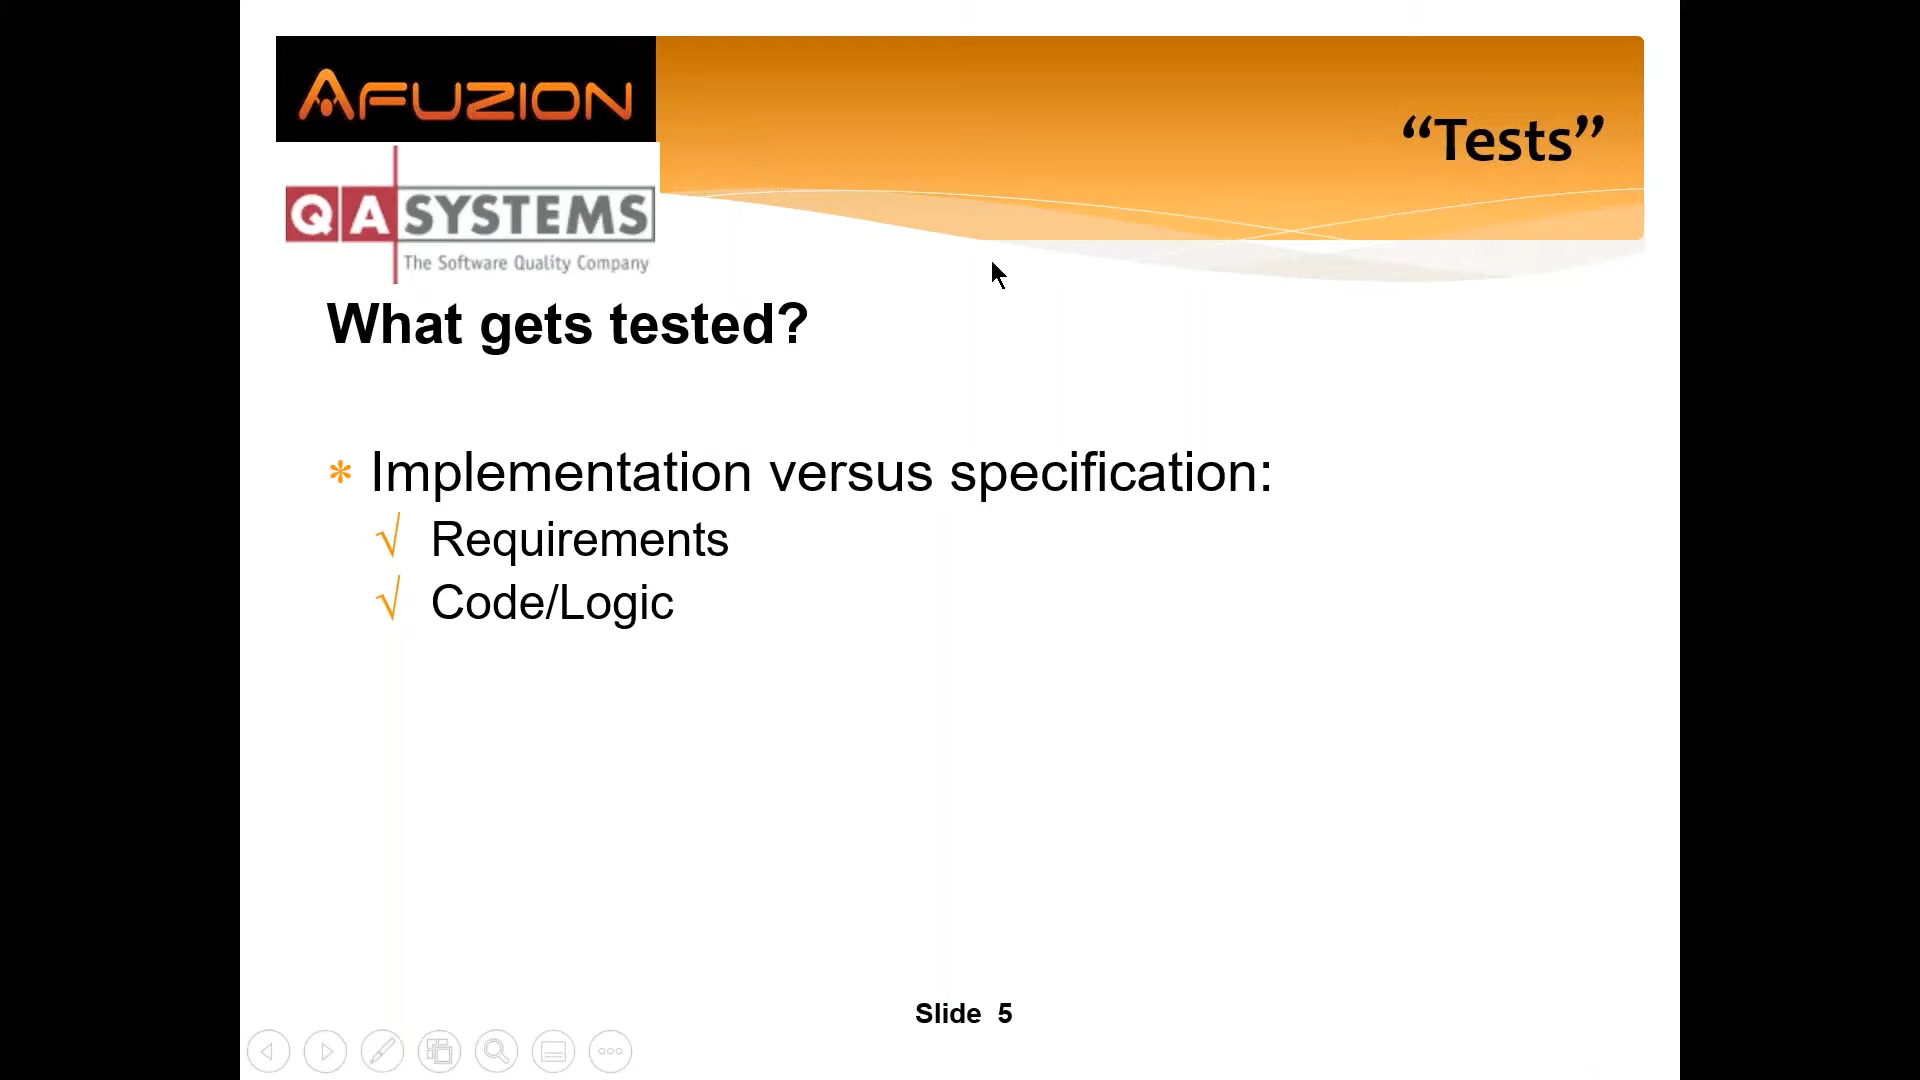 AFUZION
“Tests”
QA SYSTEMS
The Software Quality Company
What gets tested?
* Implementation versus specification:
√ Requirements
√ Code/Logic
Slide 5